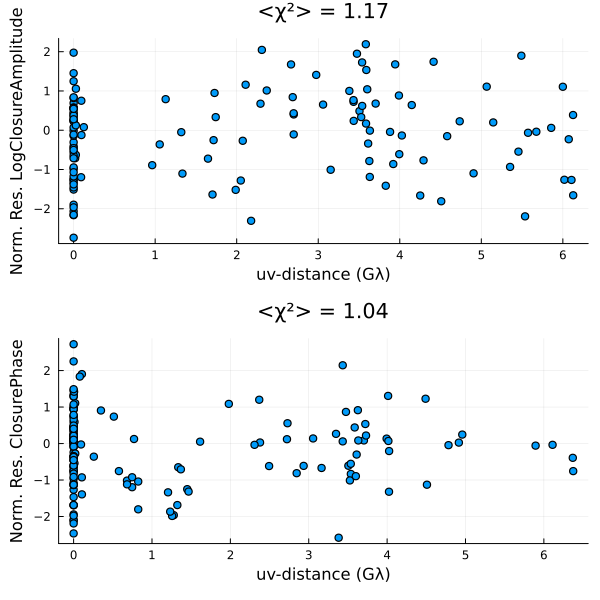 <χ²> = 1.17
Norm. Res. LogClosureAmplitude
2
1
0
−1
−2
0 1 2 3 4 5 6
uv-distance (Gλ)
<χ²> = 1.04
Norm. Res. ClosurePhase
2
1
0
−1
−2
0 1 2 3 4 5 6
uv-distance (Gλ)